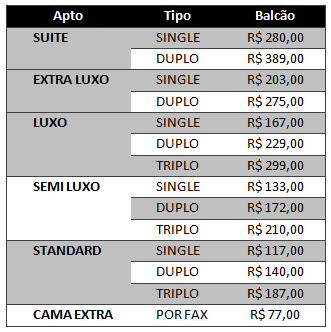 Apto Tipo Balcão
SUITE SINGLE R$ 280,00
DUPLO R$ 389,00
EXTRA LUXO SINGLE R$ 203,00
DUPLO R$ 275,00
LUXO SINGLE R$ 167,00
DUPLO R$ 229,00
TRIPLO R$ 299,00
SEMI LUXO SINGLE R$ 133,00
DUPLO R$ 172,00
TRIPLO R$ 210,00
STANDARD SINGLE R$ 117,00
DUPLO R$ 140,00
TRIPLO R$ 187,00
CAMA EXTRA POR FAX R$ 77,00